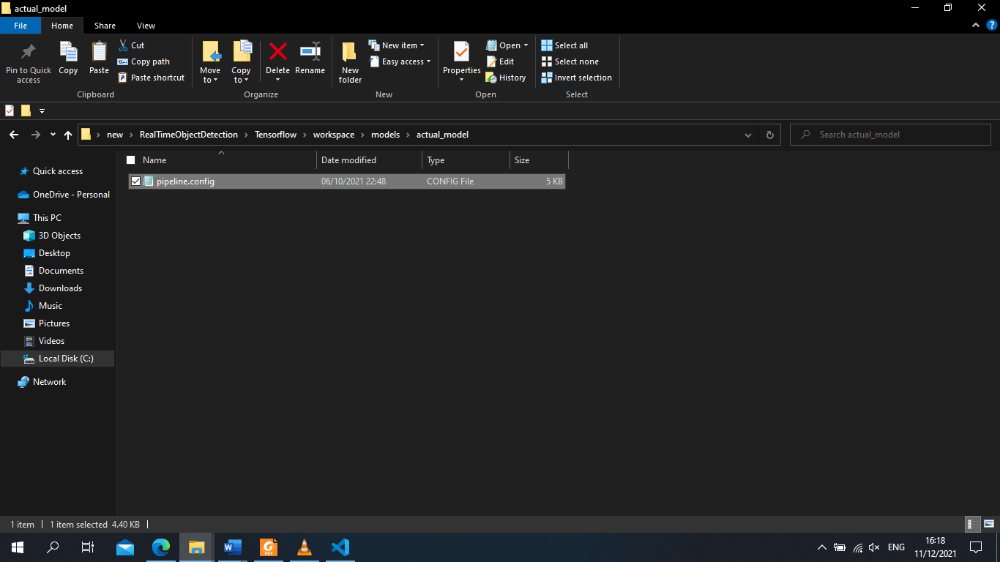 actual_model
File Home Share View
Pin to Quick access
Copy
Paste
Cut
Copy path
Paste shortcut
Clipboard
Move to
Copy to
Delete
Rename
Organize
New folder
New item
Easy access
New
Properties
Open
Edit
History
Open
Select all
Select none
Invert selection
Select
new RealTimeObjectDetection Tensorflow workspace models actual_model
Search actual_model
Name Date modified Type Size
pipeline.config 06/10/2021 22:48 CONFIG File 5 KB
Quick access
OneDrive - Personal
This PC
3D Objects
Desktop
Documents
Downloads
Music
Pictures
Videos
Local Disk (C:)
Network
1 item 1 item selected 4.40 KB
W
PDF
ENG
16:18
11/12/2021